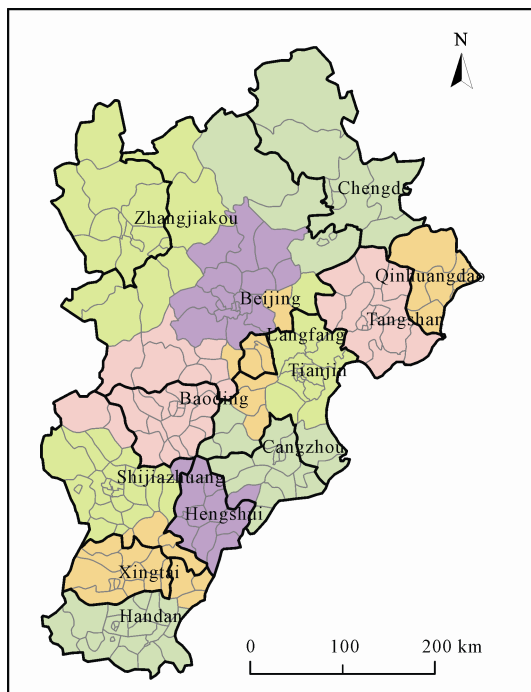 N
Chengde
Zhangjiakou
Qinhuangdao
Beijing
Tangshan
Langfang
Tianjin
Baoding
Cangzhou
Shijiazhuang
Hengshui
Xingtai
Handan
0 100 200 km